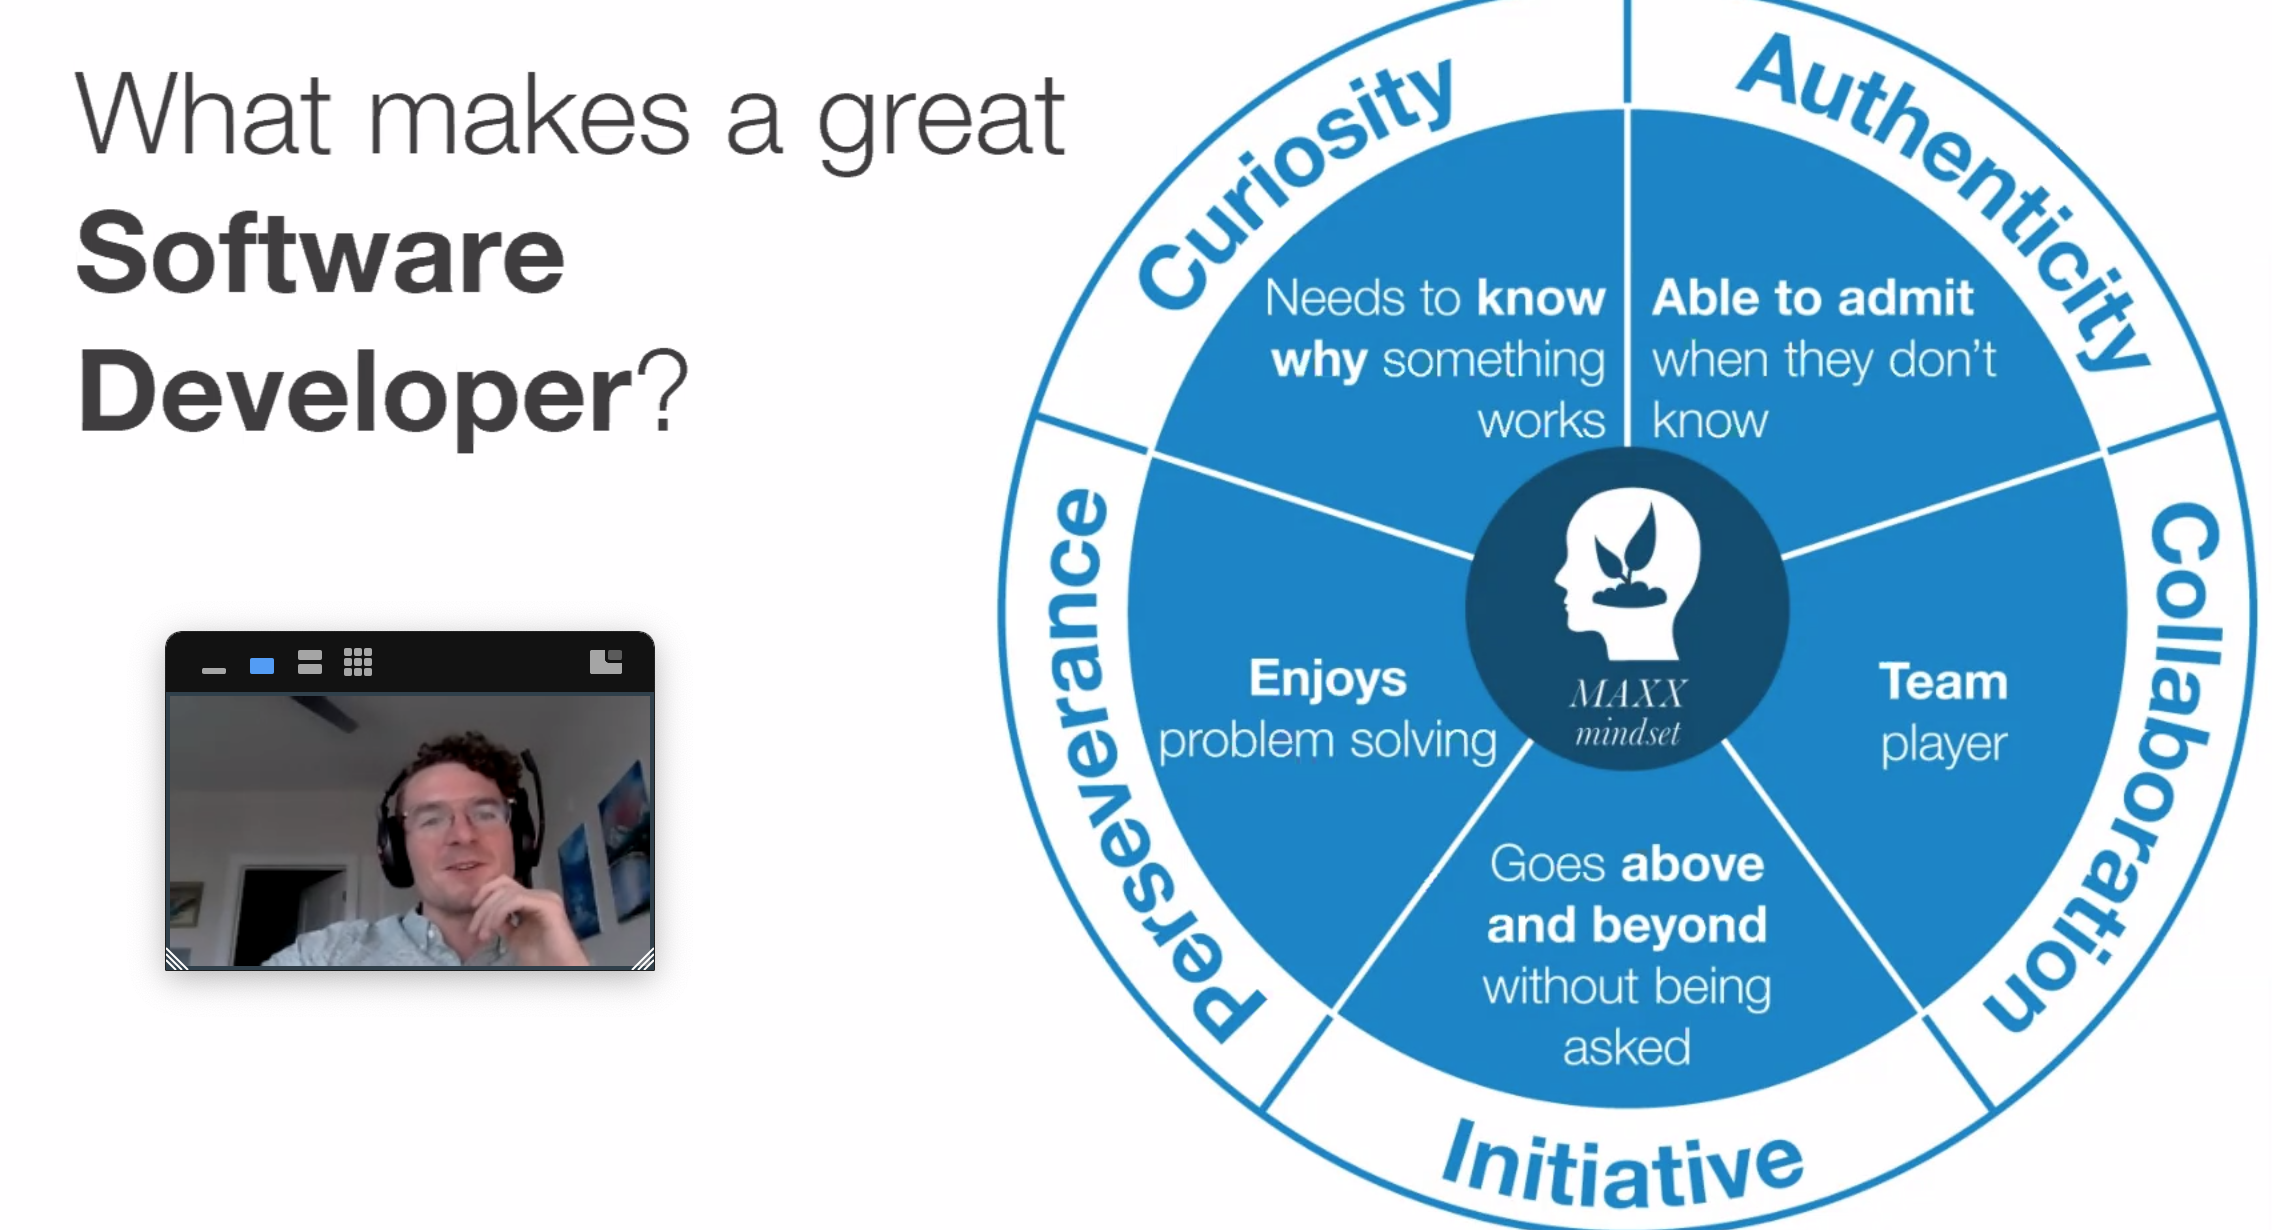 What makes a great
Software
Developer?
Curiosity
Needs to know
why something
works
Authenticity
Able to admit
when they don't
know
Collaboration
Team
player
Initiative
Goes above
and beyond
without being
asked
Perseverance
Enjoys
problem solving
MAXX
mindset